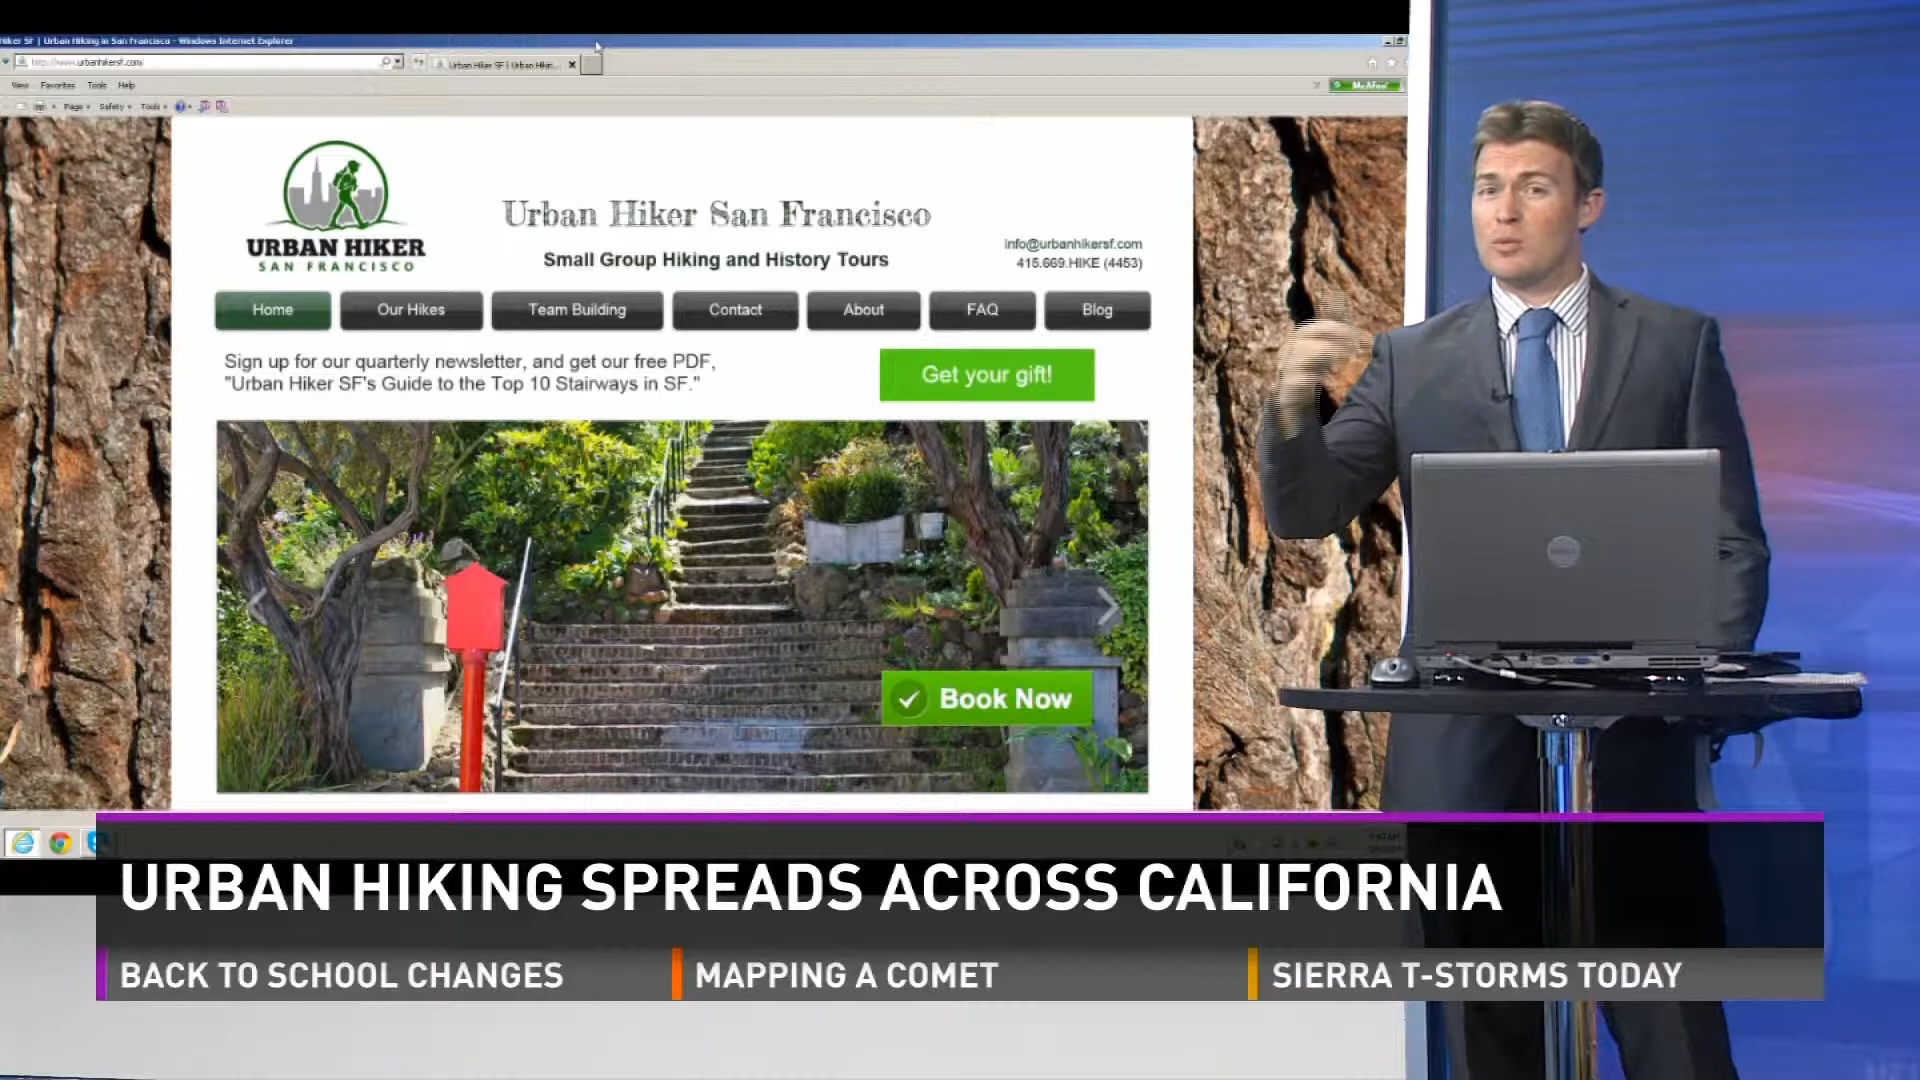 Hiker SF | Urban Hiking in San Francisco - Windows Internet Explorer
http://www.urbanhikersf.com/
Urban Hiker SF | Urban Hikin...
View Favorites Tools Help
McAfee
Page Safety Tools
URBAN HIKER
SAN FRANCISCO
Urban Hiker San Francisco
Small Group Hiking and History Tours
info@urbanhikersf.com
415.669.HIKE (4453)
Home Our Hikes Team Building Contact About FAQ Blog
Sign up for our quarterly newsletter, and get our free PDF,
"Urban Hiker SF's Guide to the Top 10 Stairways in SF."
Get your gift!
Book Now
DELL
URBAN HIKING SPREADS ACROSS CALIFORNIA
BACK TO SCHOOL CHANGES
MAPPING A COMET
SIERRA T-STORMS TODAY